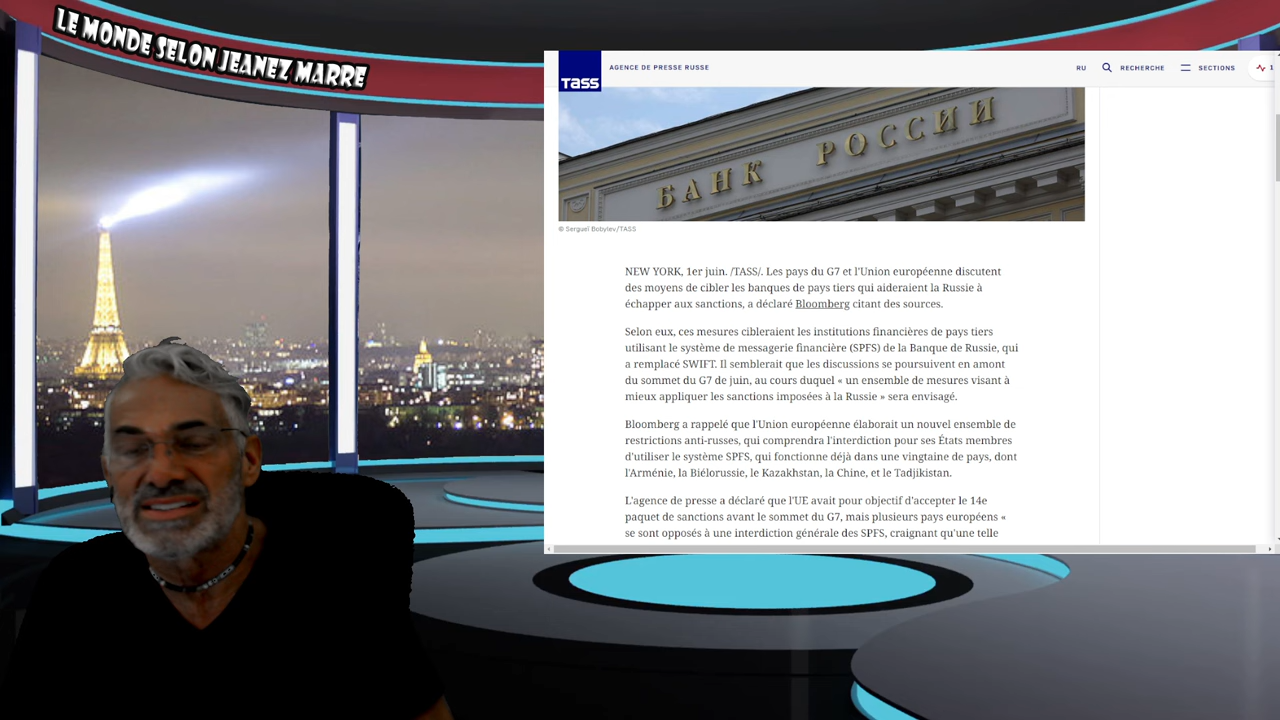 LE MONDE SELON JEANEZ MARRE
TASS
AGENCE DE PRESSE RUSSE
RU
RECHERCHE
SECTIONS
1
БАНК РОССИИ
© Sergueï Bobylev/TASS
NEW YORK, 1er juin. /TASS/. Les pays du G7 et l'Union européenne discutent
des moyens de cibler les banques de pays tiers qui aideraient la Russie à
échapper aux sanctions, a déclaré Bloomberg citant des sources.
Selon eux, ces mesures cibleraient les institutions financières de pays tiers
utilisant le système de messagerie financière (SPFS) de la Banque de Russie, qui
a remplacé SWIFT. Il semblerait que les discussions se poursuivent en amont
du sommet du G7 de juin, au cours duquel « un ensemble de mesures visant à
mieux appliquer les sanctions imposées à la Russie » sera envisagé.
Bloomberg a rappelé que l'Union européenne élaborait un nouvel ensemble de
restrictions anti-russes, qui comprendra l'interdiction pour ses États membres
d'utiliser le système SPFS, qui fonctionne déjà dans une vingtaine de pays, dont
l'Arménie, la Biélorussie, le Kazakhstan, la Chine, et le Tadjikistan.
L'agence de presse a déclaré que l'UE avait pour objectif d'accepter le 14e
paquet de sanctions avant le sommet du G7, mais plusieurs pays européens «
se sont opposés à une interdiction générale des SPFS, craignant qu'une telle